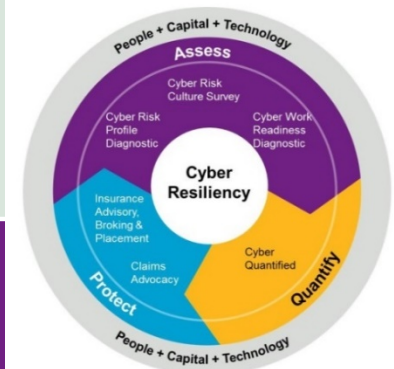 People + Capital + Technology
Assess
Cyber Risk
Culture Survey
Cyber Risk
Profile
Diagnostic
Cyber Work
Readiness
Diagnostic
Cyber
Resiliency
Insurance
Advisory,
Broking &
Placement
Claims
Advocacy
Protect
Cyber
Quantified
Quantify
People + Capital + Technology